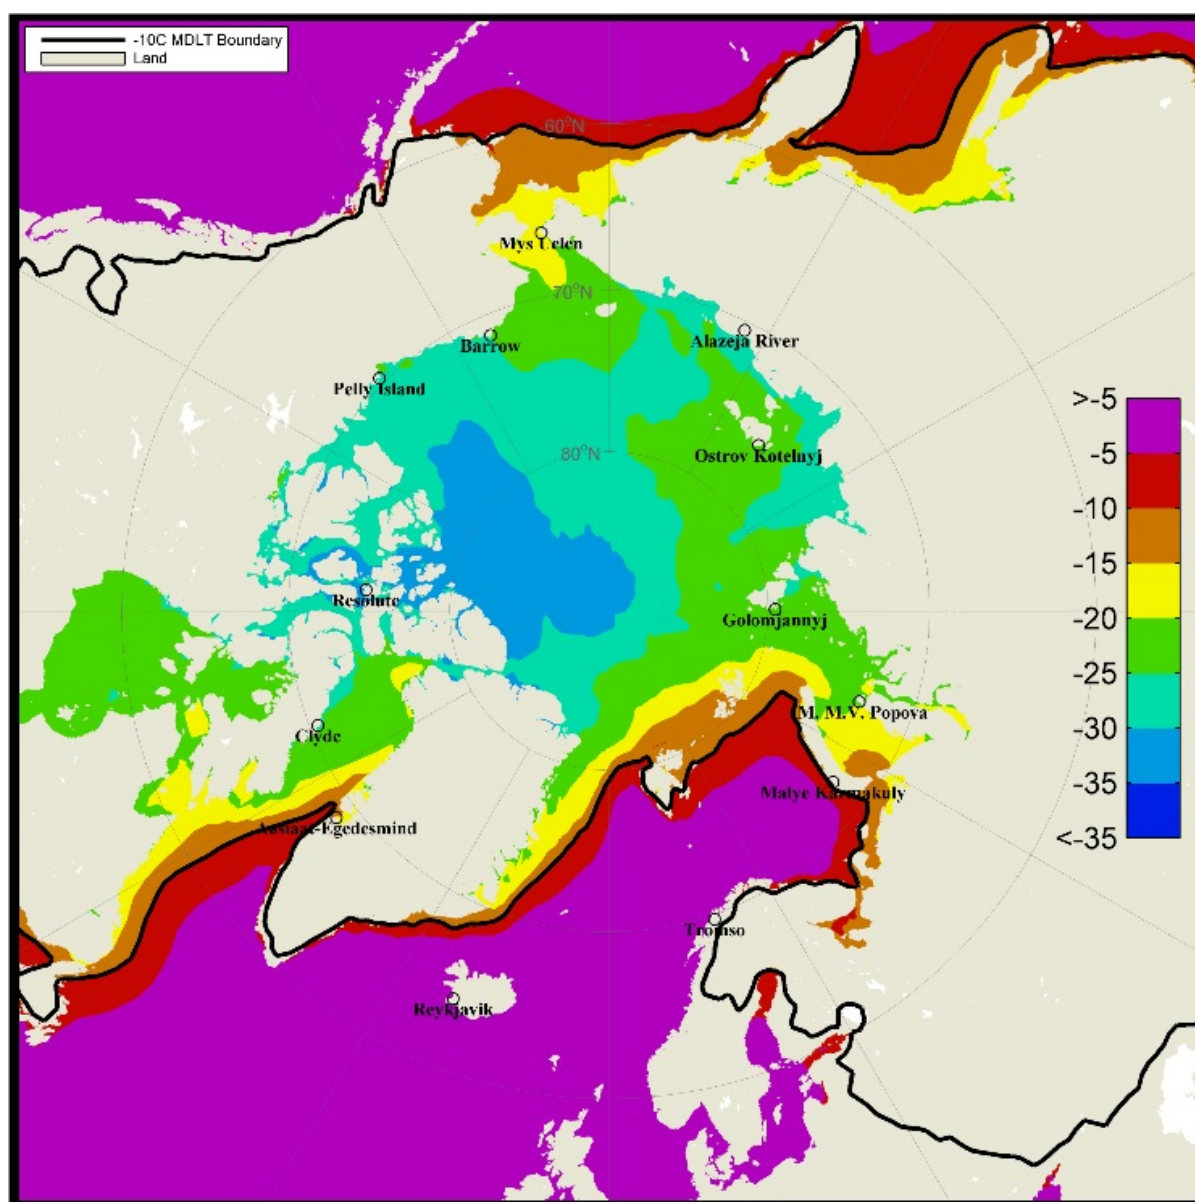 -10C MDLT Boundary
Land
60°N
Mys Uelen
70°N
Barrow
Alazeja River
Pelly Island
80°N
Ostrov Kotelnyj
Resolute
Golomjannyj
M. M.V. Popova
Clyde
Malye Karmakuly
Aasiaat-Egedesmind
Tromso
Reykjavik
>-5
-5
-10
-15
-20
-25
-30
-35
<-35